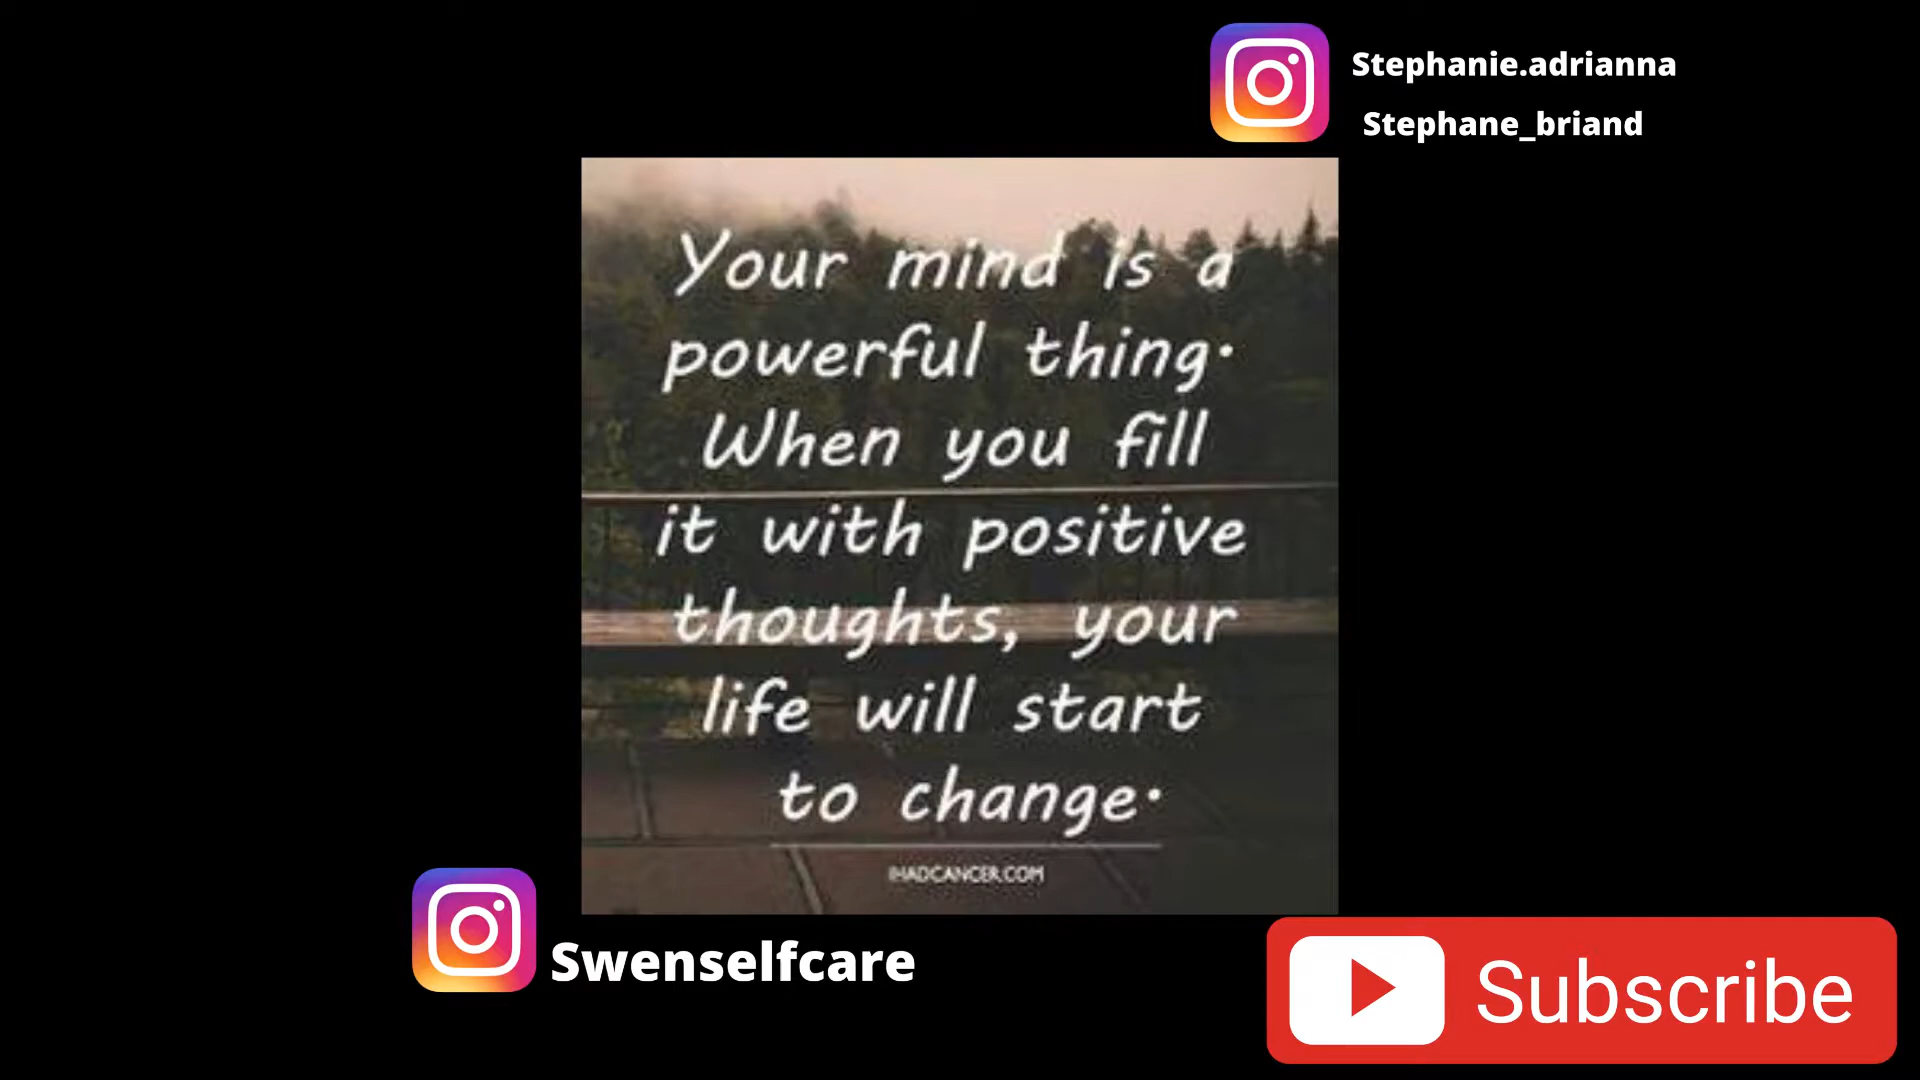 Stephanie.adrianna
Stephane_briand
Your mind is a
powerful thing.
When you fill
it with positive
thoughts, your
life will start
to change.
IHADCANCER.COM
Swenselfcare
Subscribe